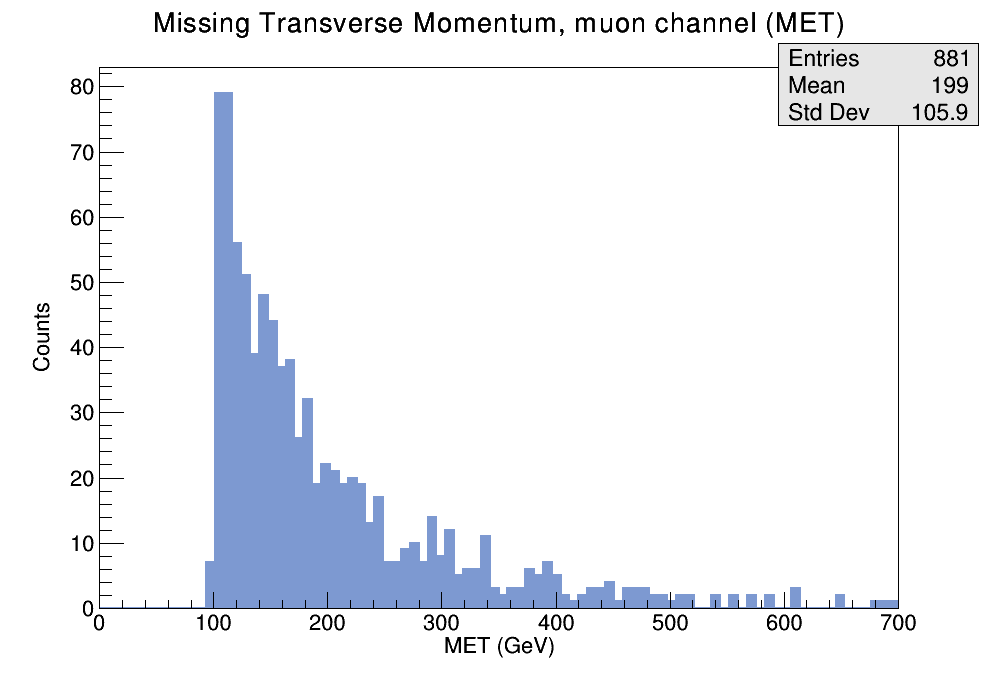 Missing Transverse Momentum, muon channel (MET)
Entries 881
Mean 199
Std Dev 105.9
80
70
60
50
40
30
20
10
0
Counts
0 100 200 300 400 500 600 700
MET (GeV)